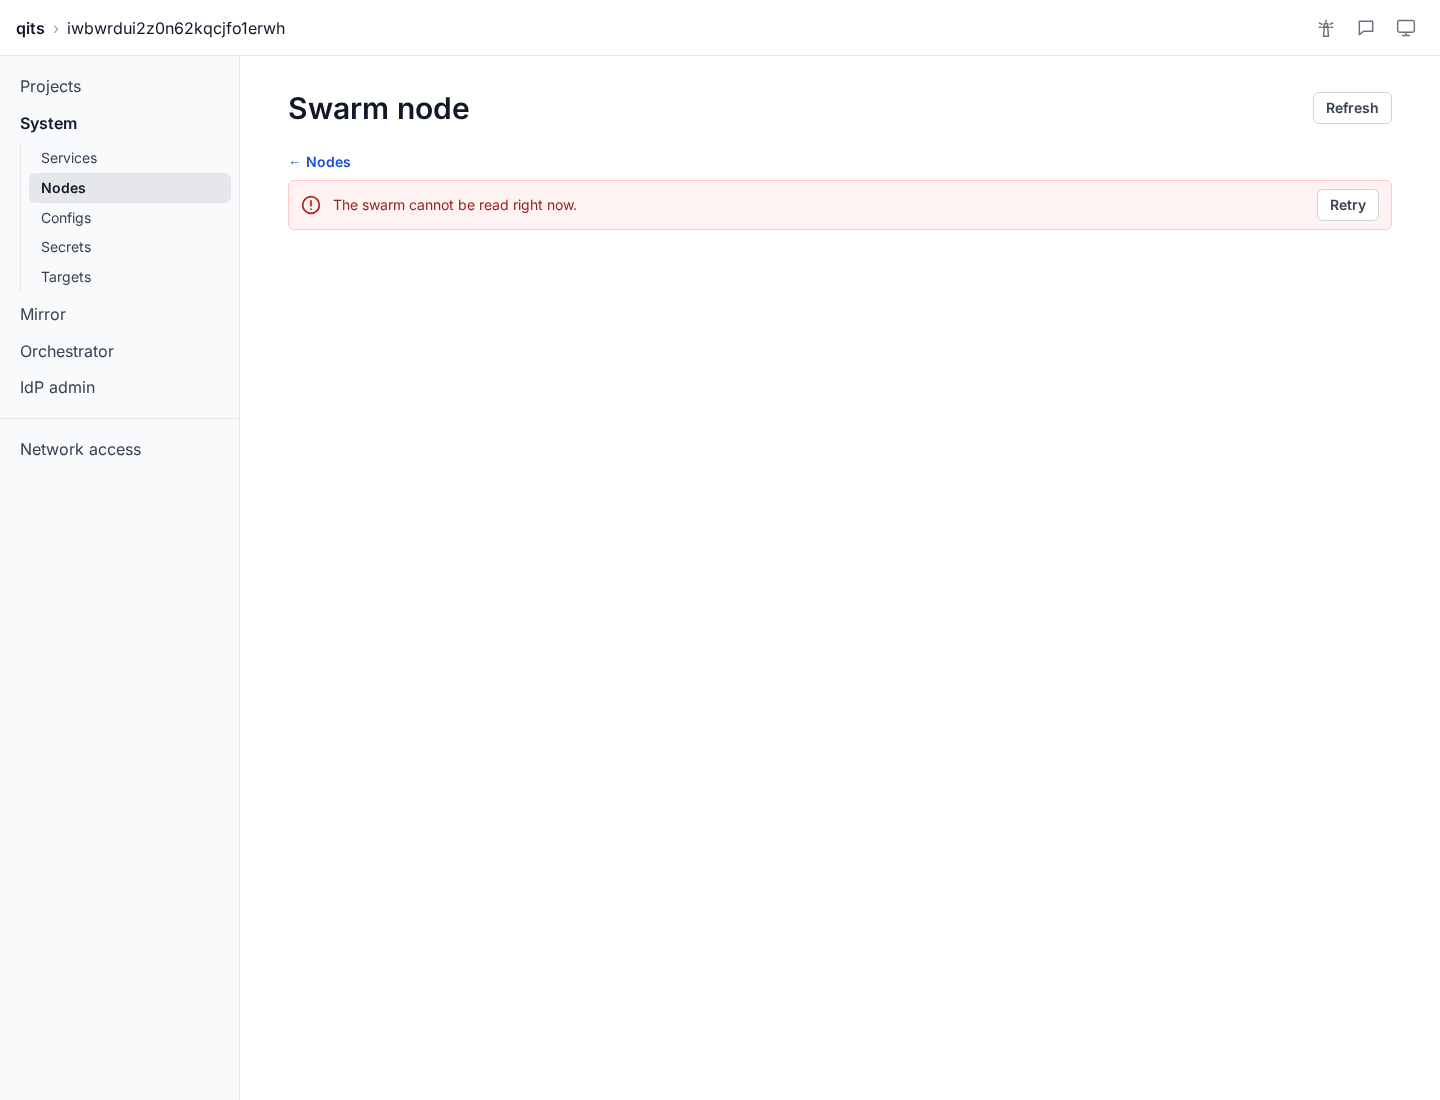 qits › iwbwrdui2z0n62kqcjfo1erwh
Projects
System
Services
Nodes
Configs
Secrets
Targets
Mirror
Orchestrator
IdP admin
Network access
Swarm node
Refresh
← Nodes
The swarm cannot be read right now.
Retry